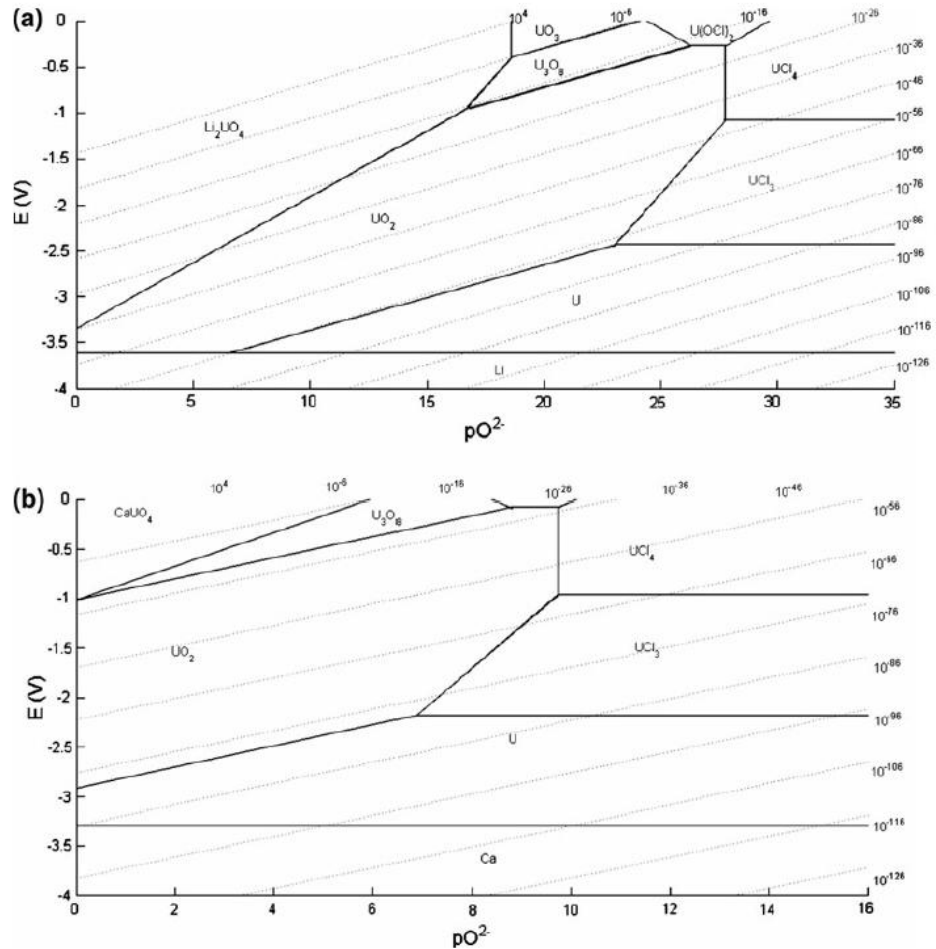 (a)
0
10⁴
UO₃
10⁻⁶
U(OCl)₂
10⁻¹⁶
10⁻²⁶
-0.5
U₃O₈
UCl₄
10⁻³⁶
-1
Li₂UO₄
10⁻⁴⁶
10⁻⁵⁶
-1.5
10⁻⁶⁶
UCl₃
10⁻⁷⁶
E (V)
-2
UO₂
10⁻⁸⁶
-2.5
10⁻⁹⁶
-3
U
10⁻¹⁰⁶
-3.5
10⁻¹¹⁶
Li
10⁻¹²⁶
-4
0 5 10 15 20 25 30 35
pO²⁻
(b)
0
CaUO₄
10⁴
10⁻⁶
10⁻¹⁶
10⁻²⁶
10⁻³⁶
10⁻⁴⁶
U₃O₈
10⁻⁵⁶
-0.5
UCl₄
10⁻⁹⁶
-1
10⁻⁷⁶
-1.5
UO₂
UCl₃
10⁻⁸⁶
E (V)
-2
10⁻⁹⁶
U
-2.5
10⁻¹⁰⁶
-3
10⁻¹¹⁶
-3.5
Ca
10⁻¹²⁶
-4
0 2 4 6 8 10 12 14 16
pO²⁻